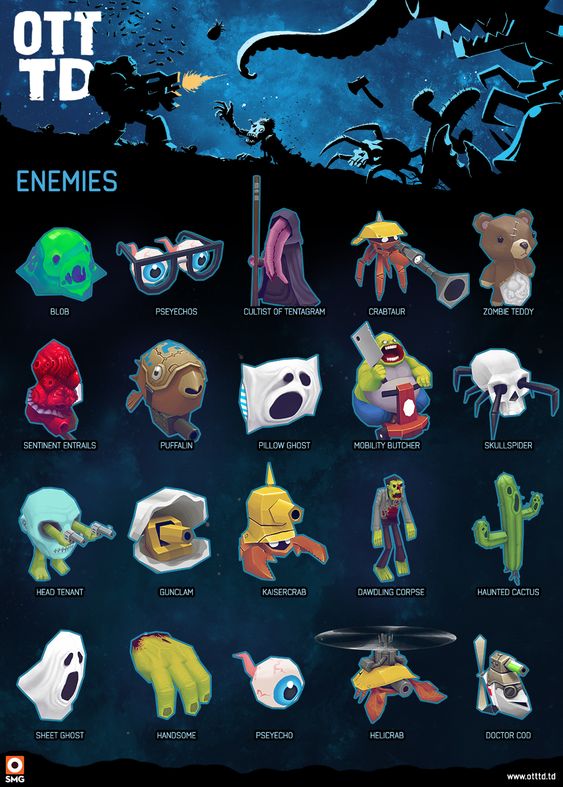 OTT
TD
ENEMIES
BLOB
PSEYECHOS
CULTIST OF TENTAGRAM
CRABTAUR
ZOMBIE TEDDY
SENTINENT ENTRAILS
PUFFALIN
PILLOW GHOST
MOBILITY BUTCHER
SKULLSPIDER
HEAD TENANT
GUNCLAM
KAISERCRAB
DAWDLING CORPSE
HAUNTED CACTUS
SHEET GHOST
HANDSOME
PSEYECHO
HELICRAB
DOCTOR COD
SMG
www.otttd.td